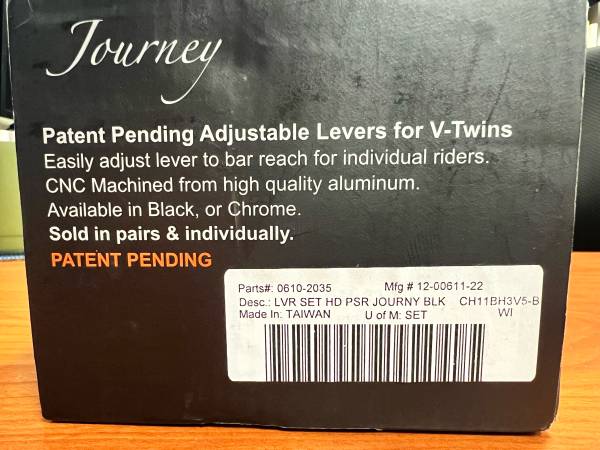 Journey
Patent Pending Adjustable Levers for V-Twins
Easily adjust lever to bar reach for individual riders.
CNC Machined from high quality aluminum.
Available in Black, or Chrome.
Sold in pairs & individually.
PATENT PENDING
Parts#: 0610-2035 Mfg # 12-00611-22
Desc.: LVR SET HD PSR JOURNY BLK CH11BH3V5-B
Made In: TAIWAN U of M: SET WI